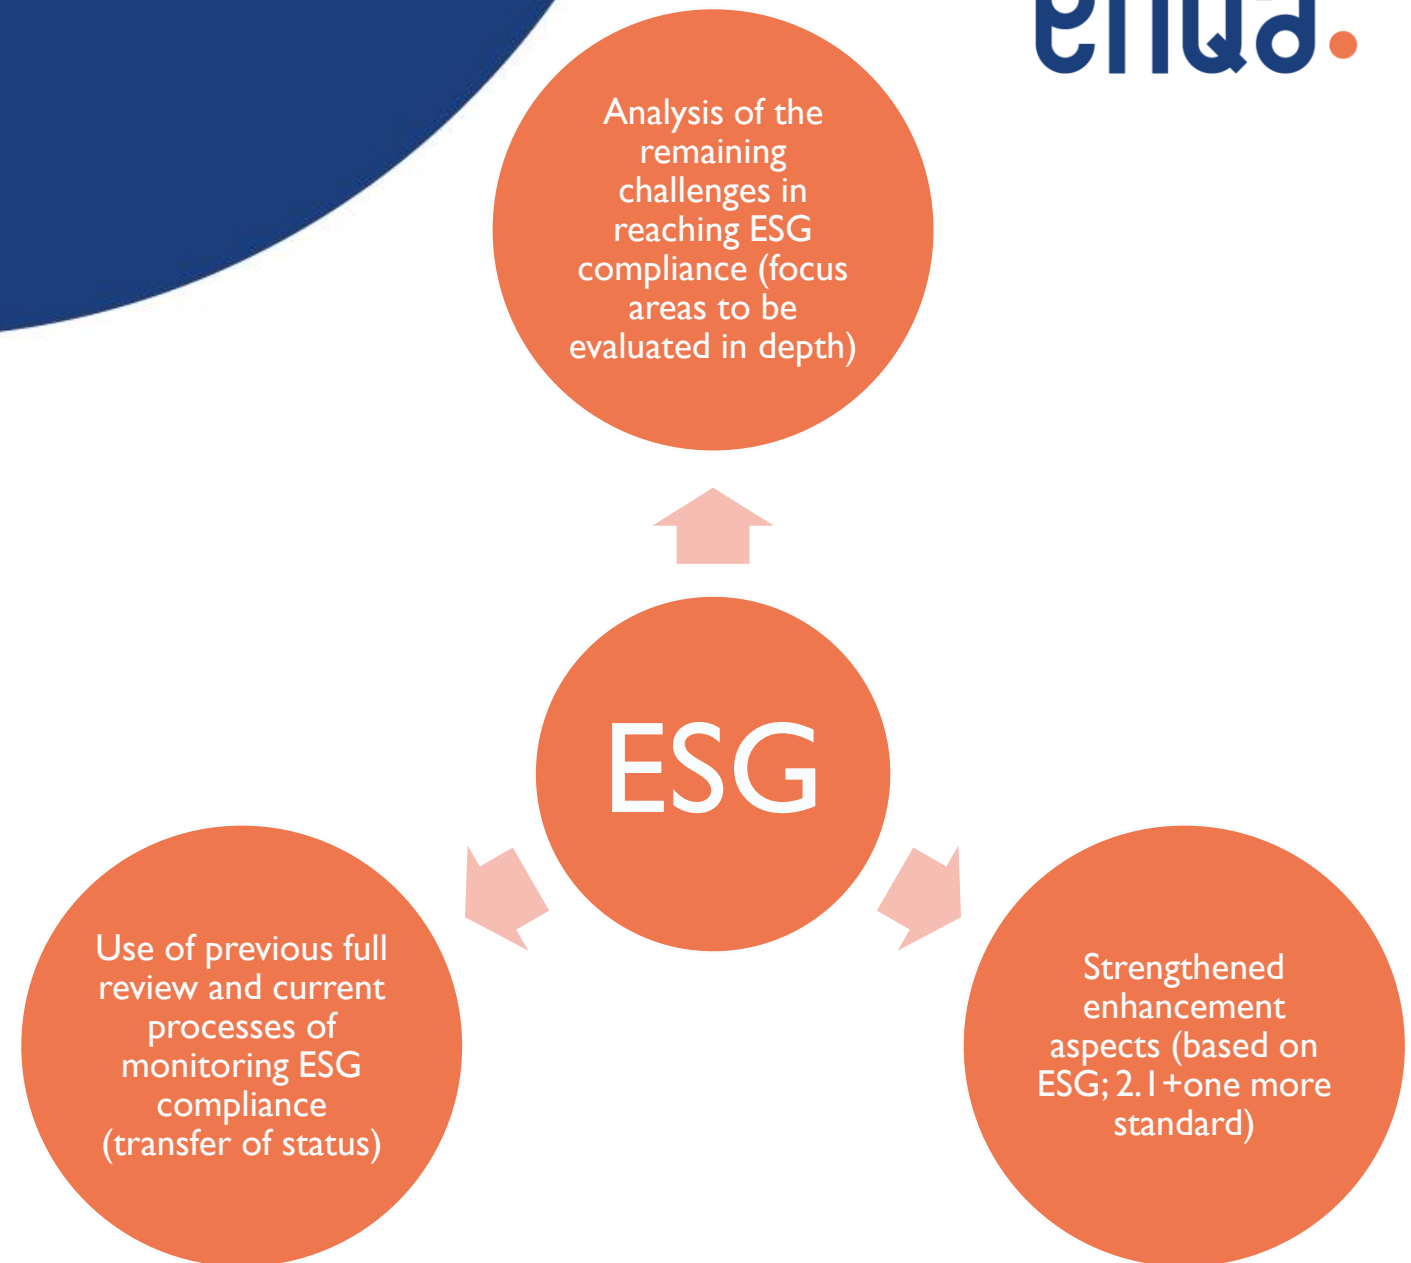 enqa.
Analysis of the
remaining
challenges in
reaching ESG
compliance (focus
areas to be
evaluated in depth)
ESG
Use of previous full
review and current
processes of
monitoring ESG
compliance
(transfer of status)
Strengthened
enhancement
aspects (based on
ESG; 2.1+one more
standard)